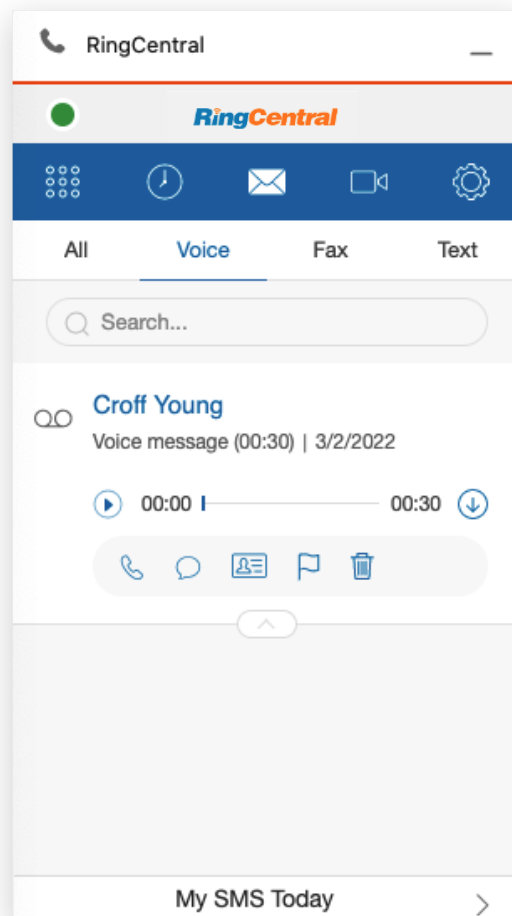 RingCentral
RingCentral
All Voice Fax Text
Search...
Croff Young
Voice message (00:30) | 3/2/2022
00:00 00:30
My SMS Today